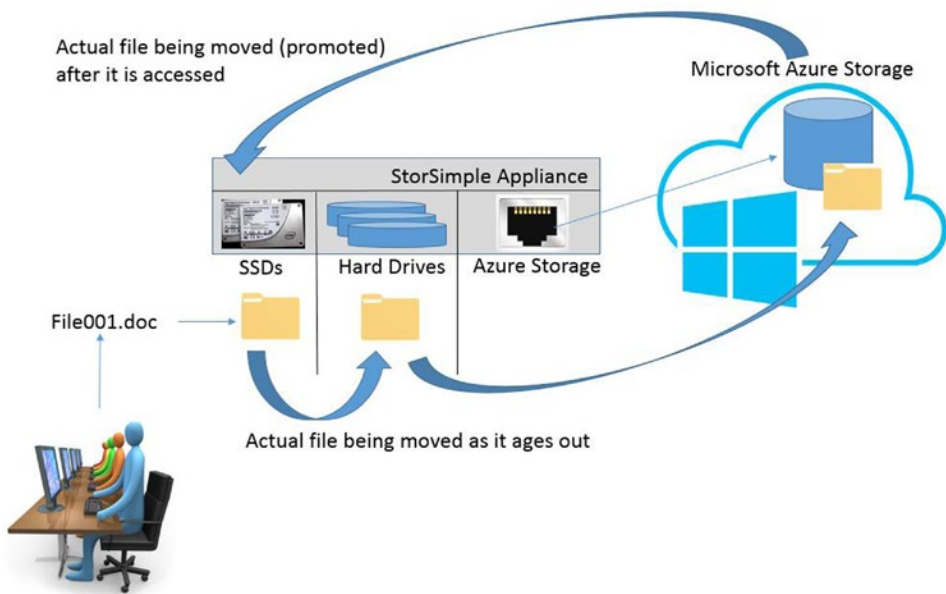 Actual file being moved (promoted)
after it is accessed
Microsoft Azure Storage
StorSimple Appliance
SSDs
Hard Drives
Azure Storage
File001.doc
Actual file being moved as it ages out